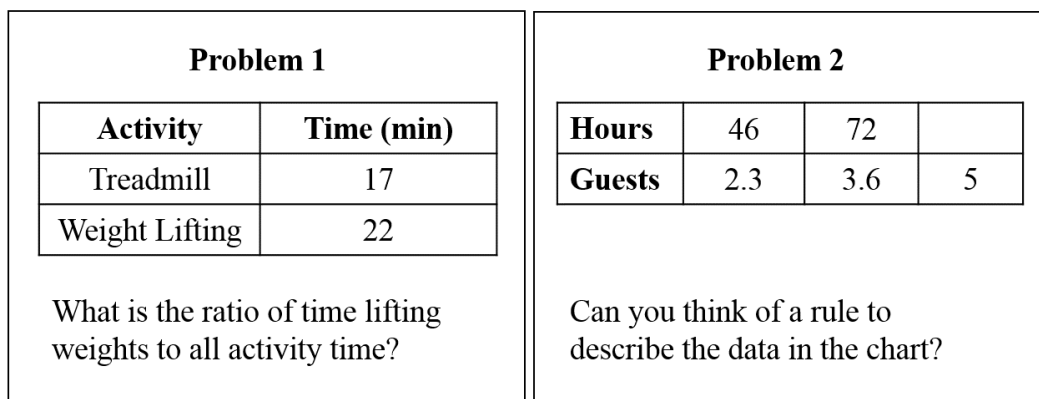 Problem 1
Activity Time (min)
Treadmill 17
Weight Lifting 22
What is the ratio of time lifting
weights to all activity time?
Problem 2
Hours 46 72
Guests 2.3 3.6 5
Can you think of a rule to
describe the data in the chart?